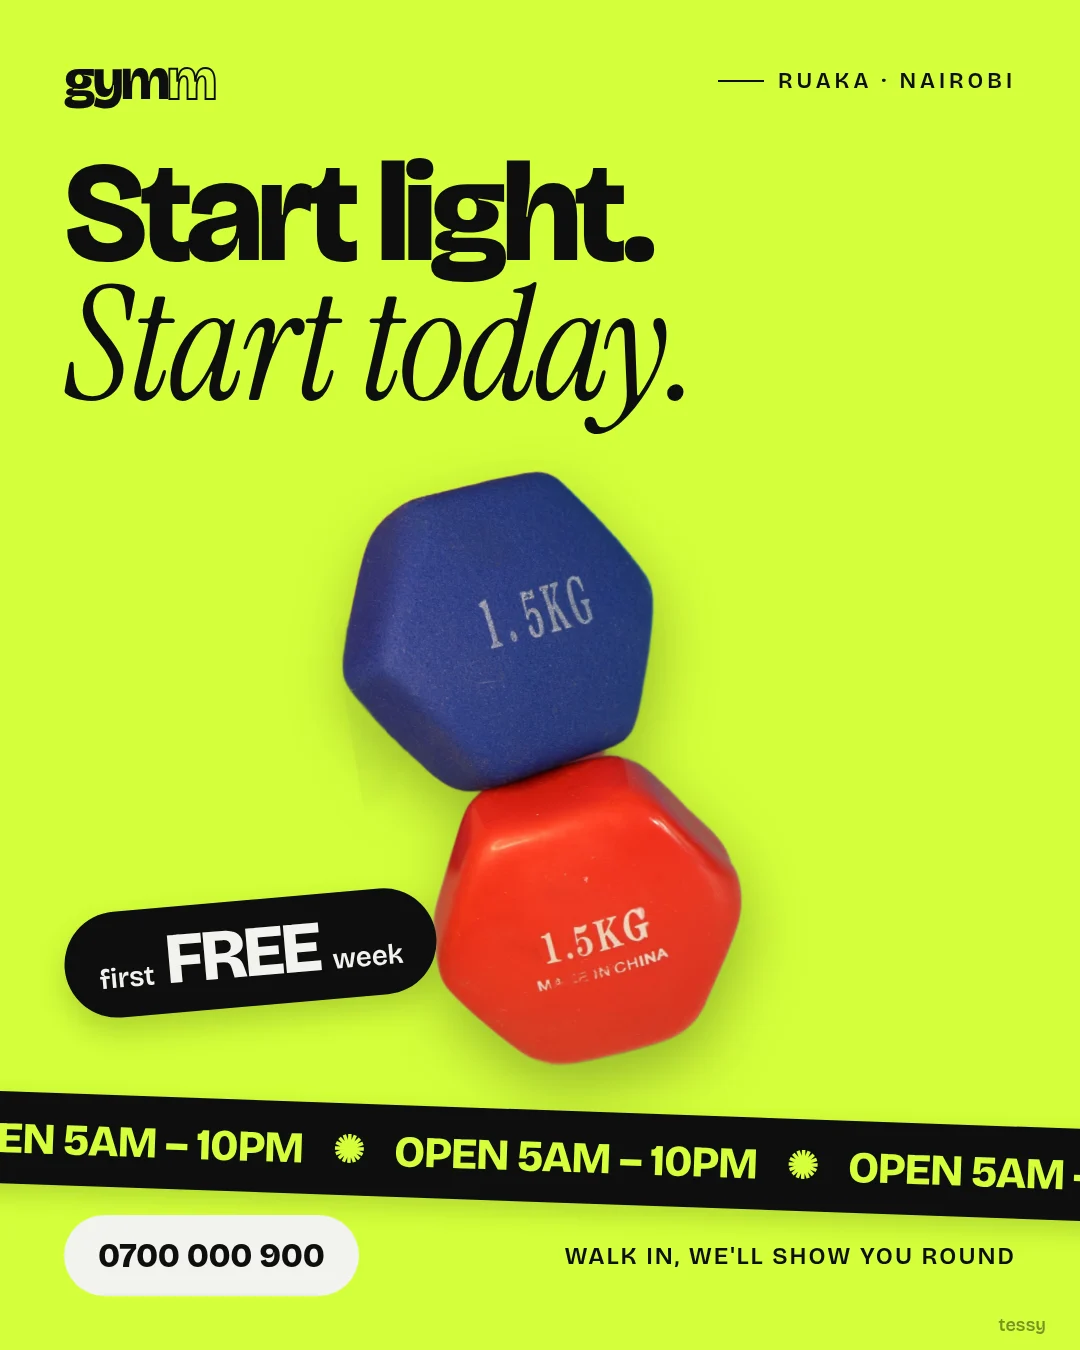 gymm
RUAKA · NAIROBI
Start light.
Start today.
1.5KG
1.5KG
MADE IN CHINA
first FREE week
EN 5AM – 10PM OPEN 5AM – 10PM OPEN 5AM -
0700 000 900
WALK IN, WE'LL SHOW YOU ROUND
tessy